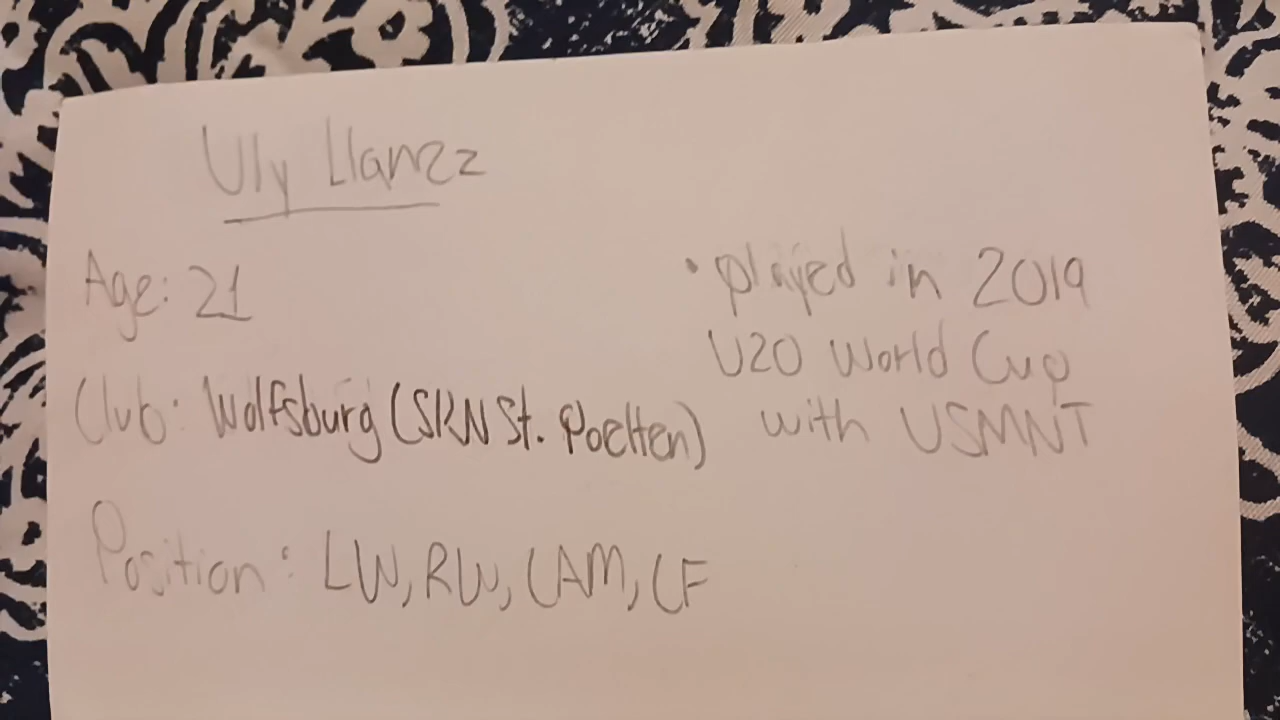 Uly Llanez
Age: 21
Club: Wolfsburg (SKN St. Poelten)
Position: LW, RW, CAM, CF
• played in 2019
U20 World Cup
with USMNT